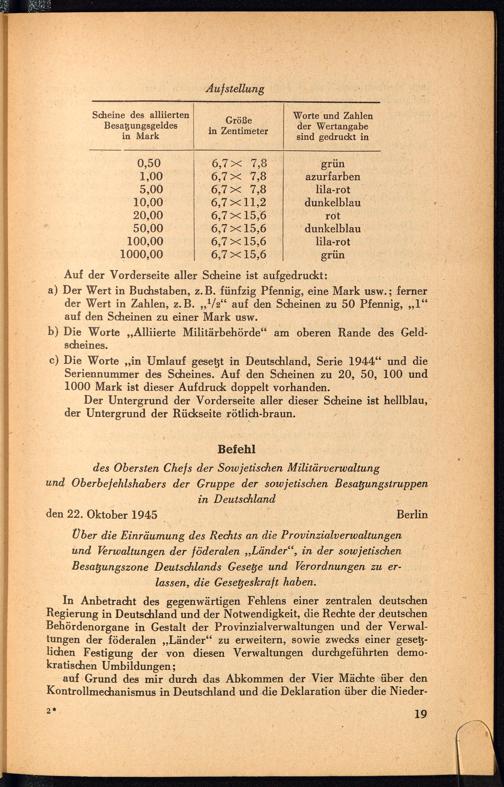 Aufstellung
Scheine des alliierten Besatzungsgeldes in Mark | Größe in Zentimeter | Worte und Zahlen der Wertangabe sind gedruckt in
0,50 6,7 × 7,8 grün
1,00 6,7 × 7,8 azurfarben
5,00 6,7 × 7,8 lila-rot
10,00 6,7 × 11,2 dunkelblau
20,00 6,7 × 15,6 rot
50,00 6,7 × 15,6 dunkelblau
100,00 6,7 × 15,6 lila-rot
1000,00 6,7 × 15,6 grün
Auf der Vorderseite aller Scheine ist aufgedruckt:
a) Der Wert in Buchstaben, z. B. fünfzig Pfennig, eine Mark usw.; ferner
der Wert in Zahlen, z. B. „¹/₂“ auf den Scheinen zu 50 Pfennig, „1“
auf den Scheinen zu einer Mark usw.
b) Die Worte „Alliierte Militärbehörde“ am oberen Rande des Geld-
scheines.
c) Die Worte „in Umlauf gesetzt in Deutschland, Serie 1944“ und die
Seriennummer des Scheines. Auf den Scheinen zu 20, 50, 100 und
1000 Mark ist dieser Aufdruck doppelt vorhanden.
Der Untergrund der Vorderseite aller dieser Scheine ist hellblau,
der Untergrund der Rückseite rötlich-braun.
Befehl
des Obersten Chefs der Sowjetischen Militärverwaltung
und Oberbefehlshabers der Gruppe der sowjetischen Besatzungstruppen
in Deutschland
den 22. Oktober 1945 Berlin
Über die Einräumung des Rechts an die Provinzialverwaltungen
und Verwaltungen der föderalen „Länder“, in der sowjetischen
Besatzungszone Deutschlands Gesetze und Verordnungen zu er-
lassen, die Gesetzeskraft haben.
In Anbetracht des gegenwärtigen Fehlens einer zentralen deutschen
Regierung in Deutschland und der Notwendigkeit, die Rechte der deutschen
Behördenorgane in Gestalt der Provinzialverwaltungen und der Verwal-
tungen der föderalen „Länder“ zu erweitern, sowie zwecks einer gesetz-
lichen Festigung der von diesen Verwaltungen durchgeführten demo-
kratischen Umbildungen;
auf Grund des mir durch das Abkommen der Vier Mächte über den
Kontrollmechanismus in Deutschland und die Deklaration über die Nieder-
2* 19